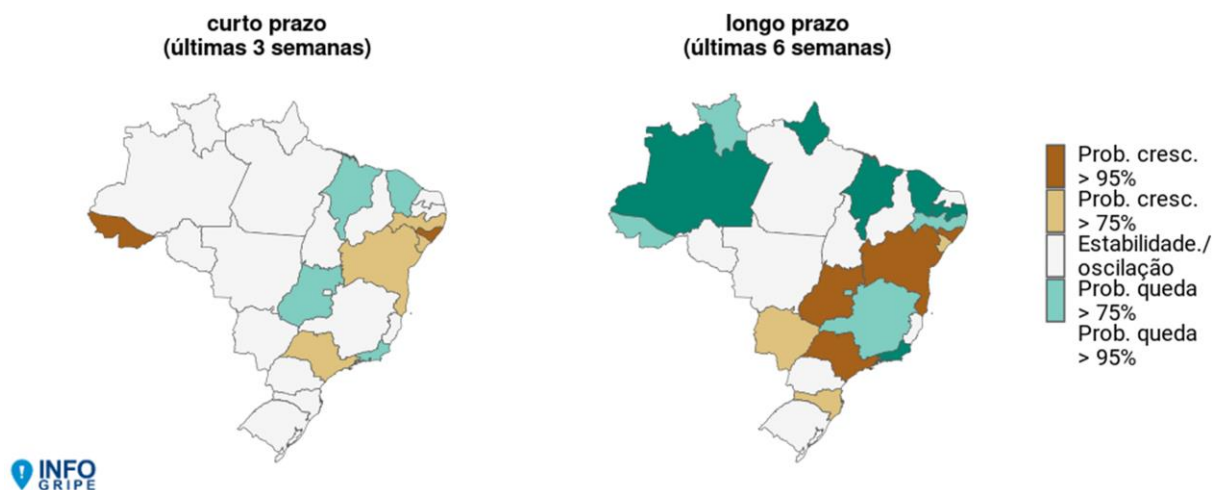 curto prazo
(últimas 3 semanas)
longo prazo
(últimas 6 semanas)
Prob. cresc.
> 95%
Prob. cresc.
> 75%
Estabilidade./
oscilação
Prob. queda
> 75%
Prob. queda
> 95%
INFO
GRIPE